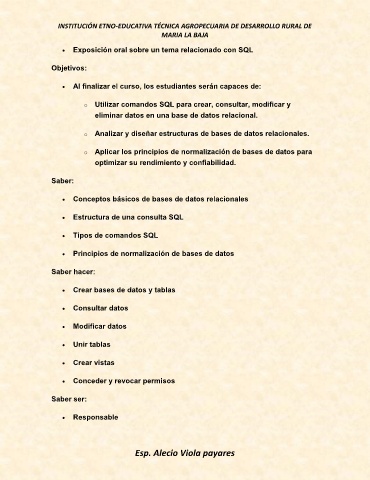 INSTITUCIÓN ETNO-EDUCATIVA TÉCNICA AGROPECUARIA DE DESARROLLO RURAL DE
MARIA LA BAJA
• Exposición oral sobre un tema relacionado con SQL
Objetivos:
• Al finalizar el curso, los estudiantes serán capaces de:
o Utilizar comandos SQL para crear, consultar, modificar y
eliminar datos en una base de datos relacional.
o Analizar y diseñar estructuras de bases de datos relacionales.
o Aplicar los principios de normalización de bases de datos para
optimizar su rendimiento y confiabilidad.
Saber:
• Conceptos básicos de bases de datos relacionales
• Estructura de una consulta SQL
• Tipos de comandos SQL
• Principios de normalización de bases de datos
Saber hacer:
• Crear bases de datos y tablas
• Consultar datos
• Modificar datos
• Unir tablas
• Crear vistas
• Conceder y revocar permisos
Saber ser:
• Responsable
Esp. Alecio Viola payares